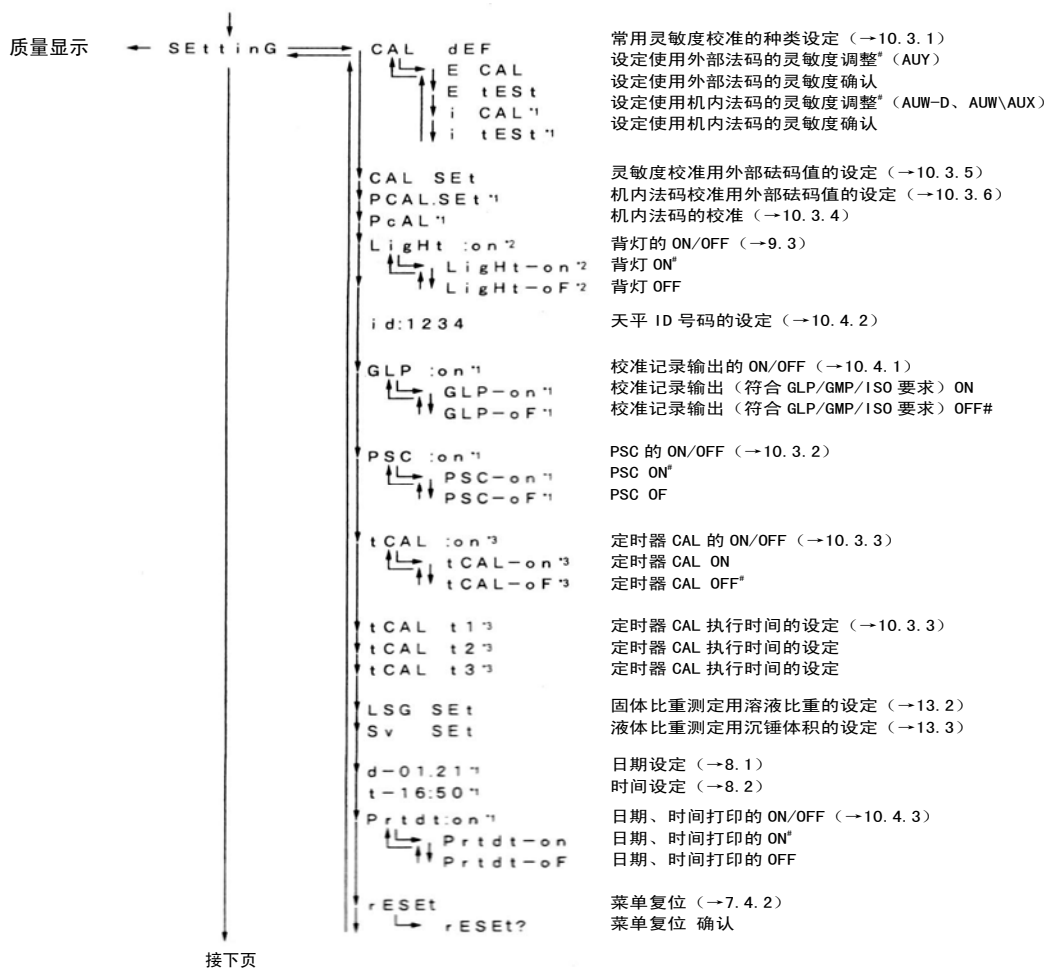 质量显示 SEttinG CAL dEF 常用灵敏度校准的种类设定（→10.3.1）
E CAL 设定使用外部法码的灵敏度调整#（AUY）
E tESt 设定使用外部法码的灵敏度确认
i CAL*1 设定使用机内法码的灵敏度调整#（AUW-D、AUW\AUX）
i tESt*1 设定使用机内法码的灵敏度确认
CAL SEt 灵敏度校准用外部砝码值的设定（→10.3.5）
PCAL.SEt*1 机内法码校准用外部砝码值的设定（→10.3.6）
PcAL*1 机内法码的校准（→10.3.4）
LigHt :on*2 背灯的 ON/OFF（→9.3）
LigHt-on*2 背灯 ON#
LigHt-oF*2 背灯 OFF
id:1234 天平 ID 号码的设定（→10.4.2）
GLP :on*1 校准记录输出的 ON/OFF（→10.4.1）
GLP-on*1 校准记录输出（符合 GLP/GMP/ISO 要求）ON
GLP-oF*1 校准记录输出（符合 GLP/GMP/ISO 要求）OFF#
PSC :on*1 PSC 的 ON/OFF（→10.3.2）
PSC-on*1 PSC ON#
PSC-oF*1 PSC OF
tCAL :on*3 定时器 CAL 的 ON/OFF（→10.3.3）
tCAL-on*3 定时器 CAL ON
tCAL-oF*3 定时器 CAL OFF#
tCAL t1*3 定时器 CAL 执行时间的设定（→10.3.3）
tCAL t2*3 定时器 CAL 执行时间的设定
tCAL t3*3 定时器 CAL 执行时间的设定
LSG SEt 固体比重测定用溶液比重的设定（→13.2）
Sv SEt 液体比重测定用沉锤体积的设定（→13.3）
d-01.21*1 日期设定（→8.1）
t-16:50*1 时间设定（→8.2）
Prtdt:on*1 日期、时间打印的 ON/OFF（→10.4.3）
Prtdt-on 日期、时间打印的 ON#
Prtdt-oF 日期、时间打印的 OFF
rESEt 菜单复位（→7.4.2）
rESEt? 菜单复位 确认
接下页